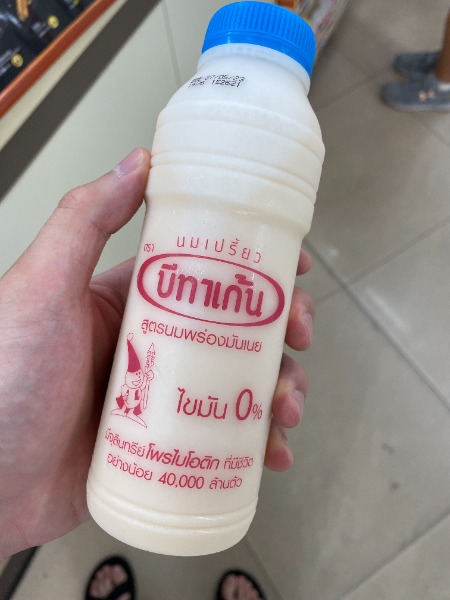 นมเปรี้ยว
ตรา
บีทาเก้น
สูตรนมพร่องมันเนย
ไขมัน 0%
มีจุลินทรีย์ โพรไบโอติก ที่มีชีวิต
อย่างน้อย 40,000 ล้านตัว